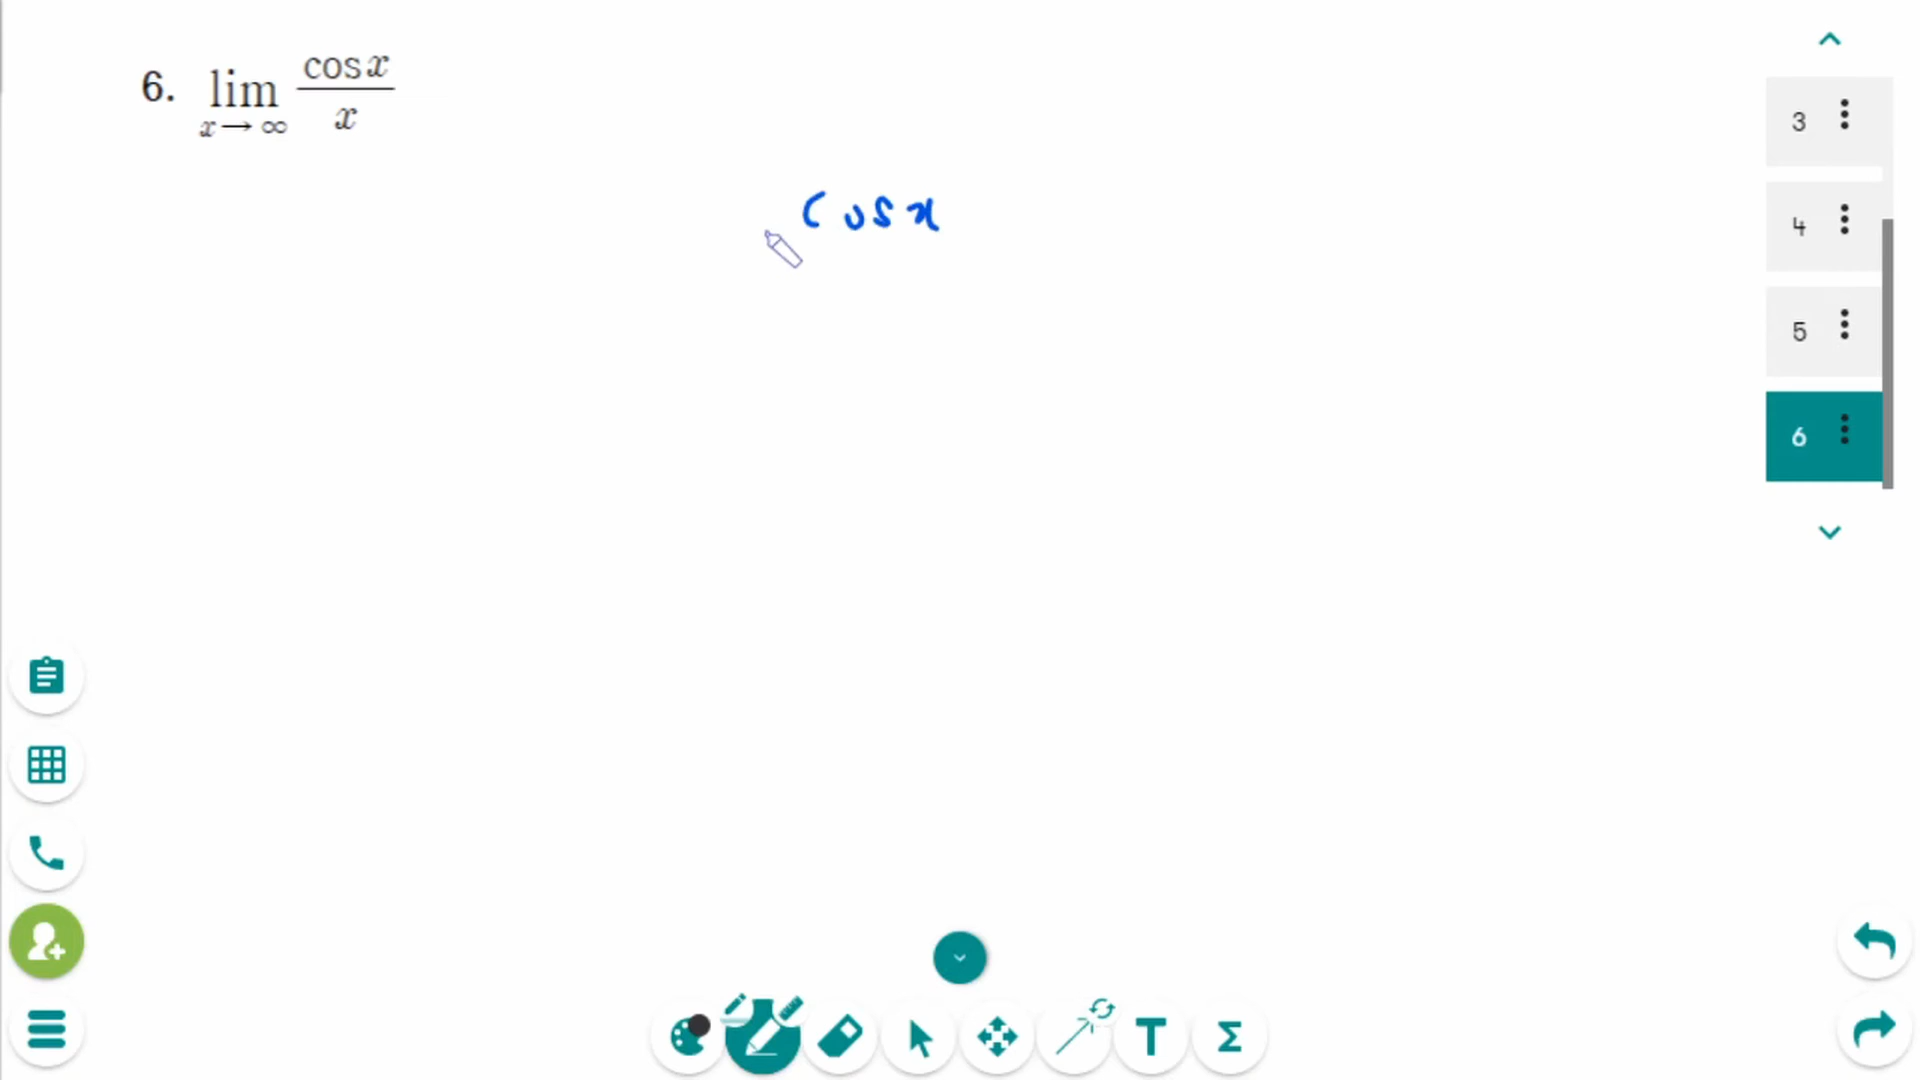 6. lim cos x / x
x → ∞
cos x
3
4
5
6
T
Σ